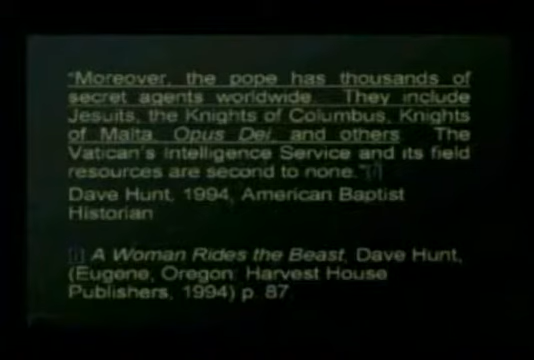 "Moreover, the pope has thousands of
secret agents worldwide. They include
Jesuits, the Knights of Columbus, Knights
of Malta, Opus Dei, and others. The
Vatican's Intelligence Service and its field
resources are second to none."[i]
Dave Hunt, 1994, American Baptist
Historian
[i] A Woman Rides the Beast, Dave Hunt,
(Eugene, Oregon: Harvest House
Publishers, 1994) p. 87